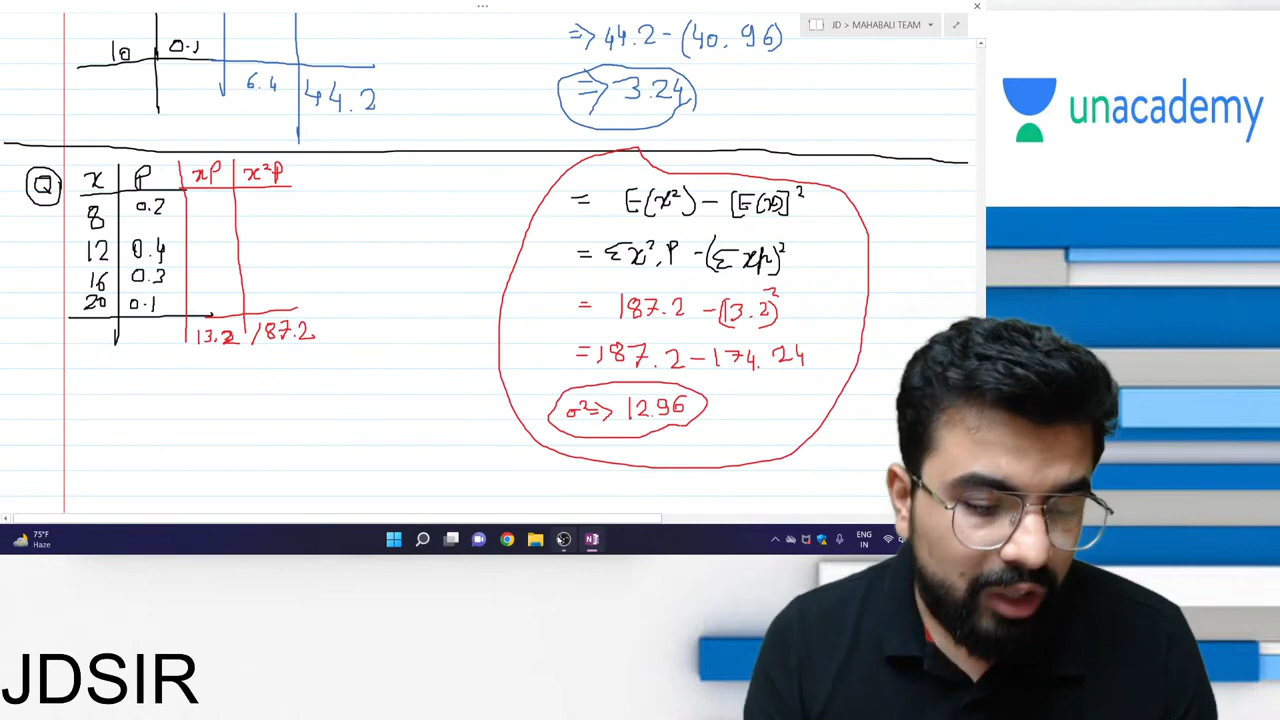 JD > MAHABALI TEAM
10 0.1
6.4 44.2
=> 44.2 - (40.96)
=> 3.24
unacademy
Q
x P xP x²P
8 0.2
12 0.4
16 0.3
20 0.1
13.2 187.2
= E(x²) - [E(x)]²
= Σx².P - (Σxp)²
= 187.2 - (13.2)²
= 187.2 - 174.24
σ² => 12.96
75°F
Haze
ENG
IN
JDSIR